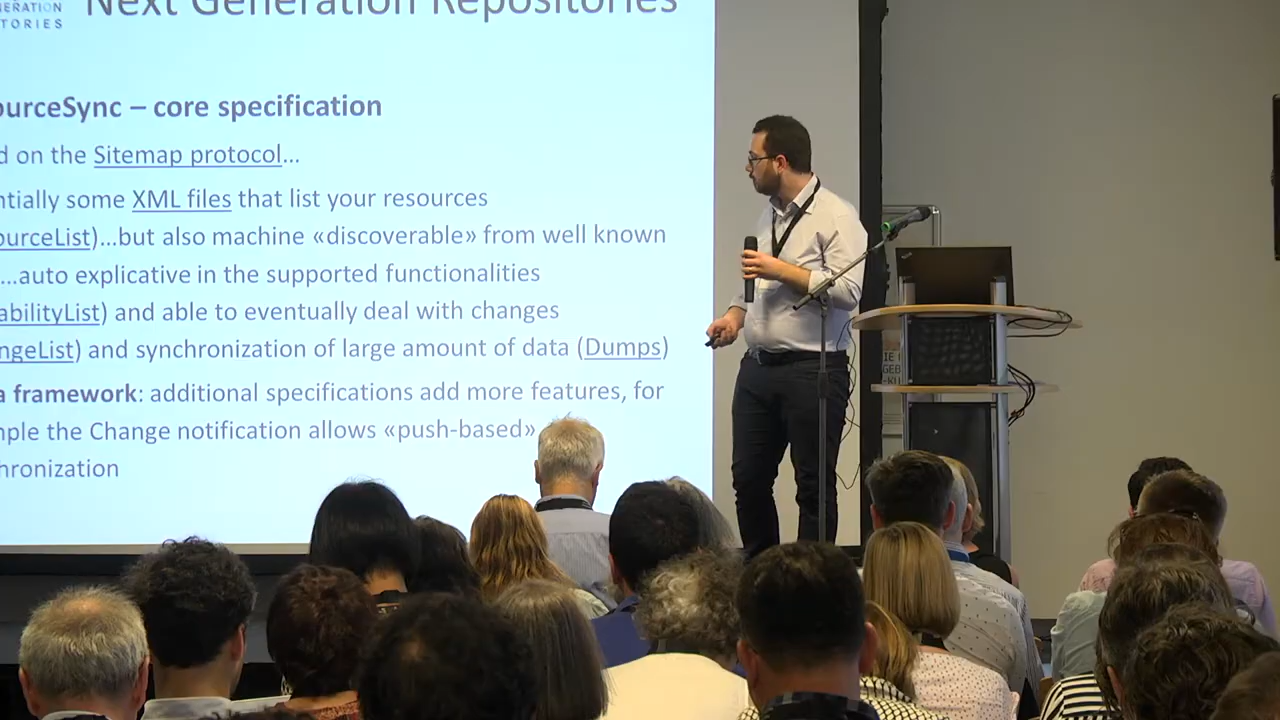 NERATION
TORIES
Next Generation Repositories
ourceSync – core specification
d on the Sitemap protocol...
ntially some XML files that list your resources
ourceList)...but also machine «discoverable» from well known
...auto explicative in the supported functionalities
abilityList) and able to eventually deal with changes
ngeList) and synchronization of large amount of data (Dumps)
a framework: additional specifications add more features, for
mple the Change notification allows «push-based»
hronization